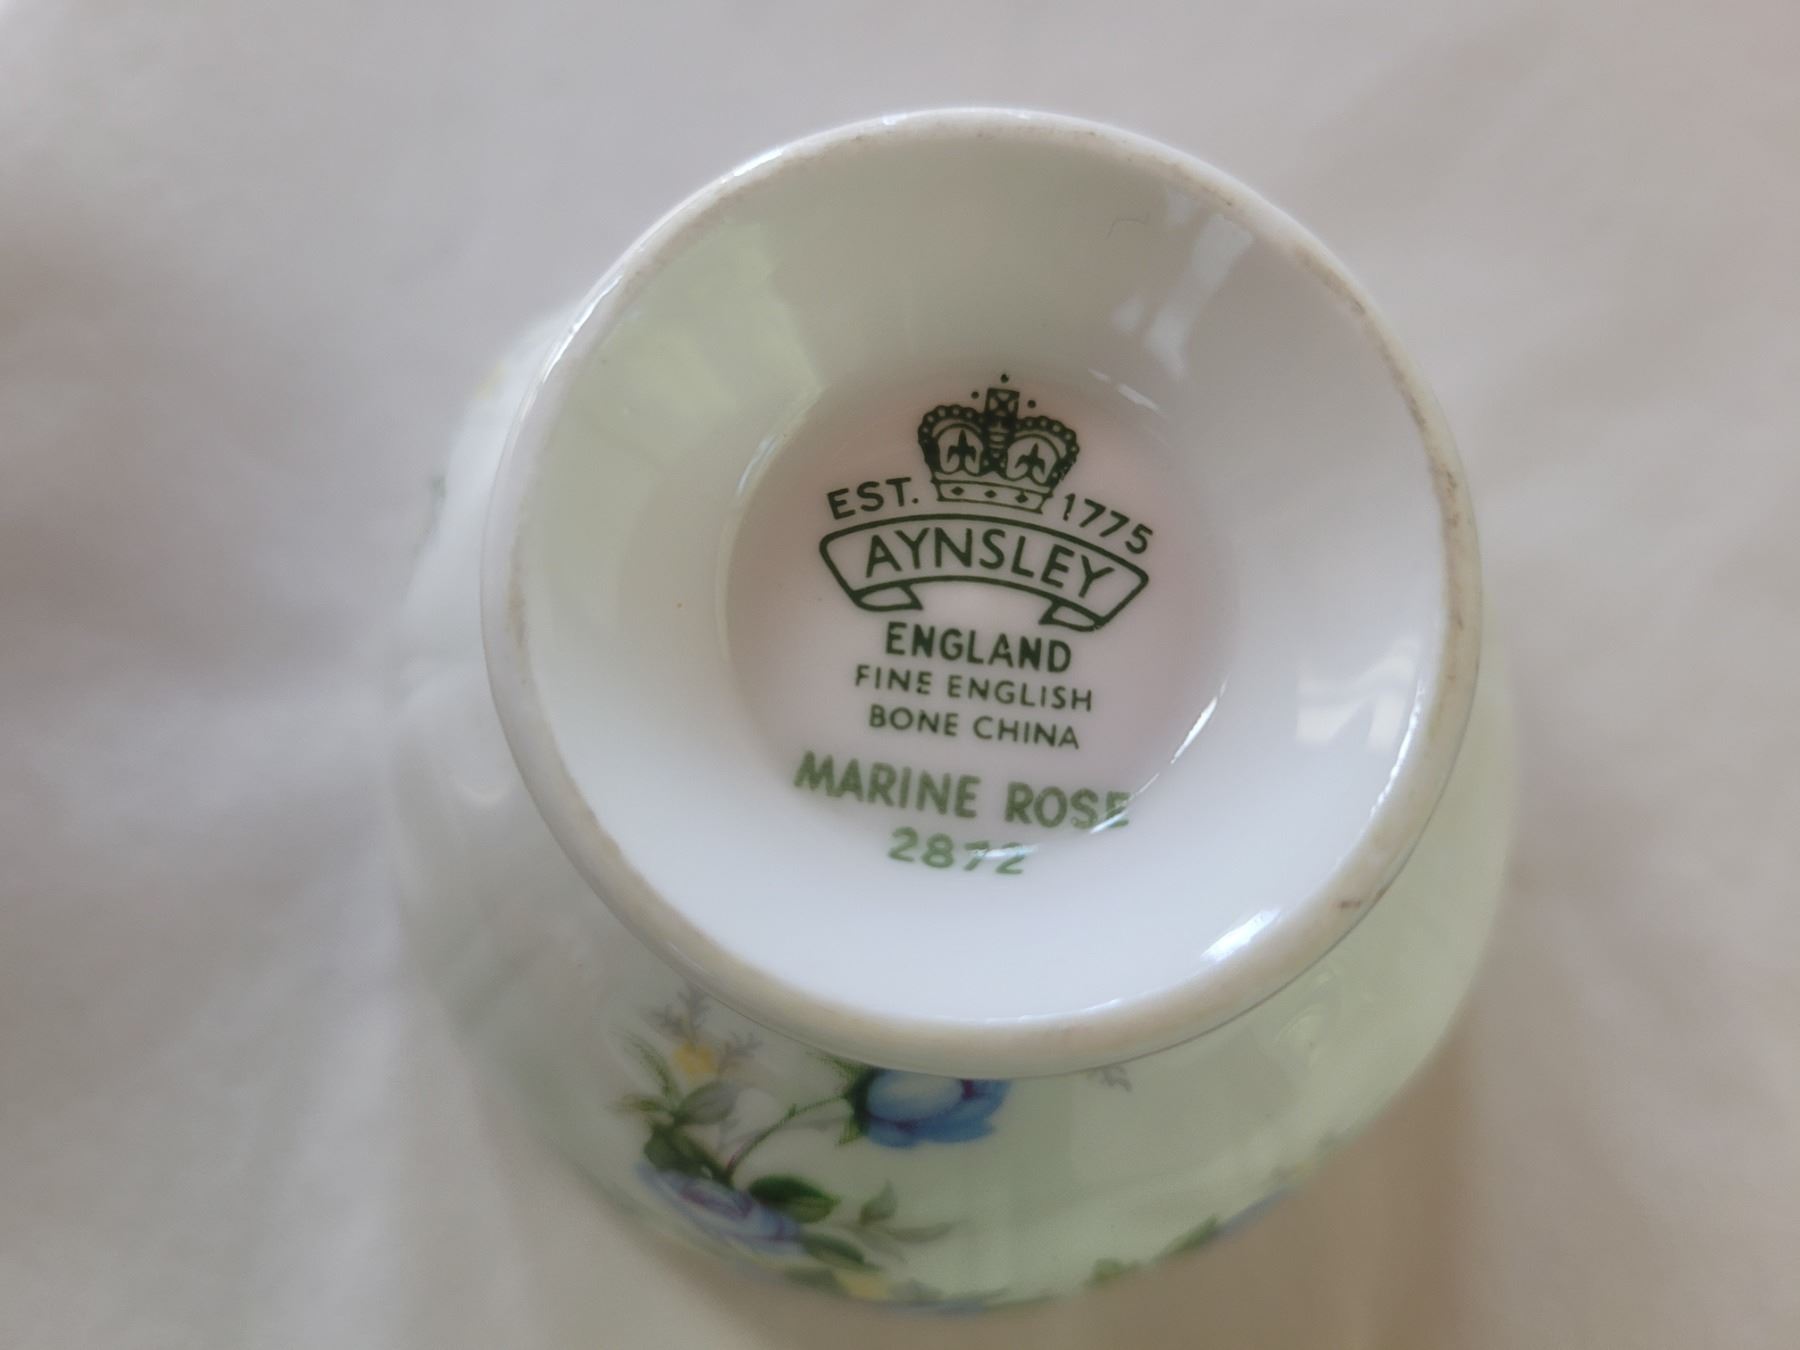 EST. 1775
AYNSLEY
ENGLAND
FINE ENGLISH
BONE CHINA
MARINE ROSE
2872